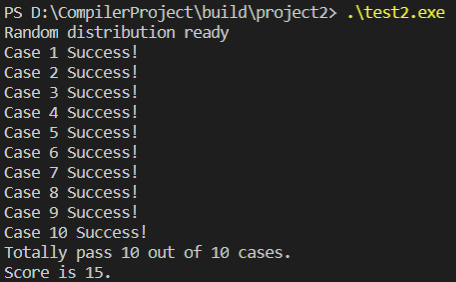 PS D:\CompilerProject\build\project2> .\test2.exe
Random distribution ready
Case 1 Success!
Case 2 Success!
Case 3 Success!
Case 4 Success!
Case 5 Success!
Case 6 Success!
Case 7 Success!
Case 8 Success!
Case 9 Success!
Case 10 Success!
Totally pass 10 out of 10 cases.
Score is 15.